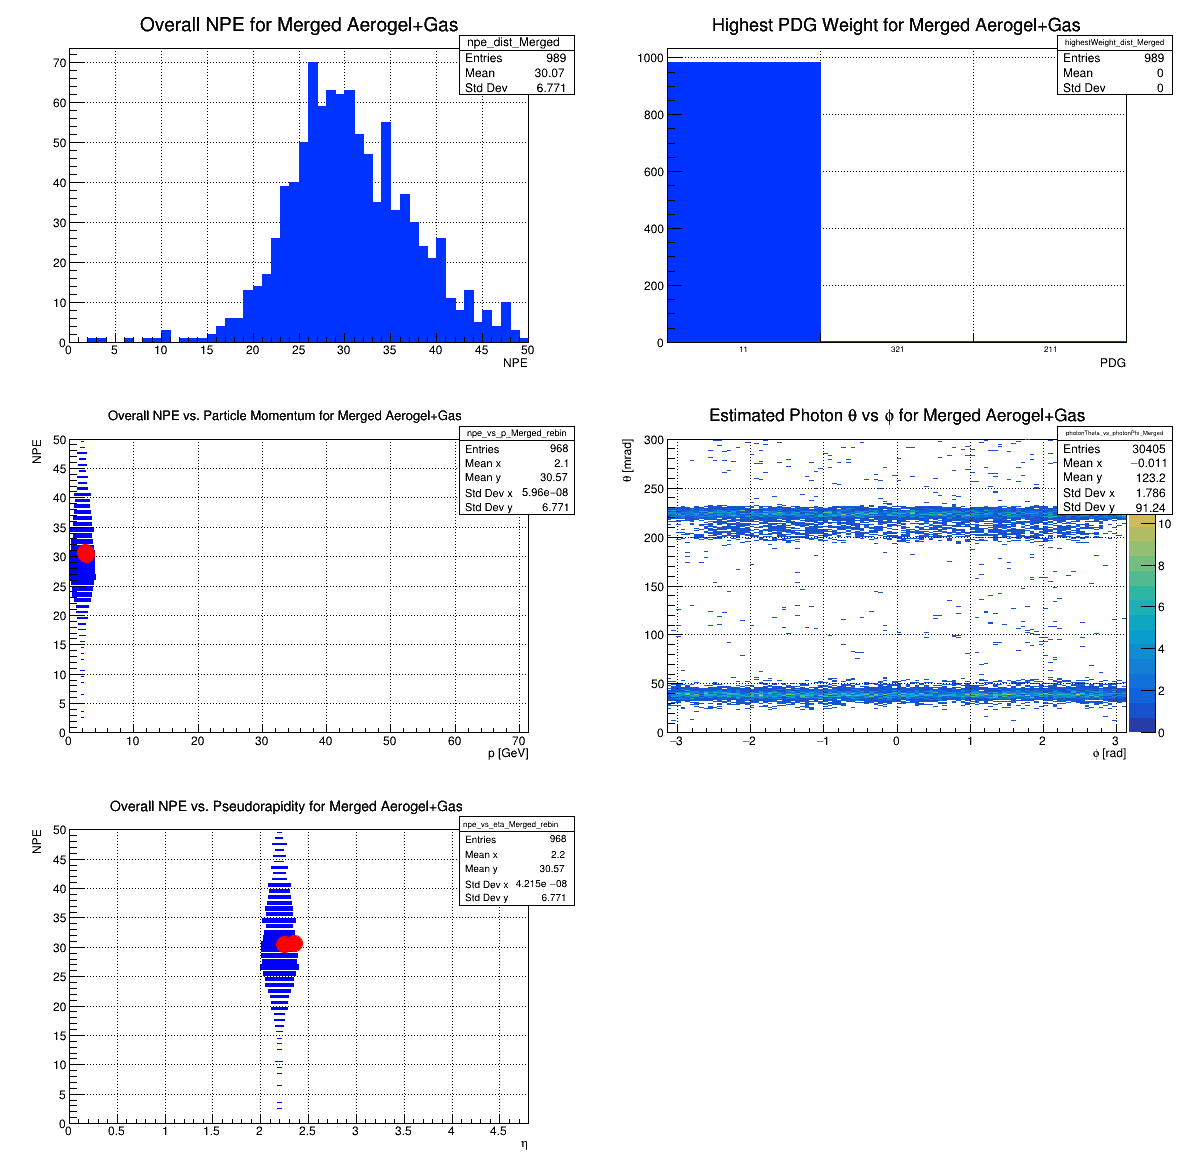 Overall NPE for Merged Aerogel+Gas
npe_dist_Merged
Entries 989
Mean 30.07
Std Dev 6.771
70
60
50
40
30
20
10
0
0 5 10 15 20 25 30 35 40 45 50
NPE
Highest PDG Weight for Merged Aerogel+Gas
highestWeight_dist_Merged
Entries 989
Mean 0
Std Dev 0
1000
800
600
400
200
0
11 321 211
PDG
Overall NPE vs. Particle Momentum for Merged Aerogel+Gas
npe_vs_p_Merged_rebin
Entries 968
Mean x 2.1
Mean y 30.57
Std Dev x 5.96e−08
Std Dev y 6.771
NPE
50
45
40
35
30
25
20
15
10
5
0
0 10 20 30 40 50 60 70
p [GeV]
Estimated Photon θ vs ϕ for Merged Aerogel+Gas
photonTheta_vs_photonPhi_Merged
Entries 30405
Mean x −0.011
Mean y 123.2
Std Dev x 1.786
Std Dev y 91.24
θ [mrad]
300
250
200
150
100
50
0
−3 −2 −1 0 1 2 3
ϕ [rad]
10
8
6
4
2
0
Overall NPE vs. Pseudorapidity for Merged Aerogel+Gas
npe_vs_eta_Merged_rebin
Entries 968
Mean x 2.2
Mean y 30.57
Std Dev x 4.215e −08
Std Dev y 6.771
NPE
50
45
40
35
30
25
20
15
10
5
0
0 0.5 1 1.5 2 2.5 3 3.5 4 4.5
η